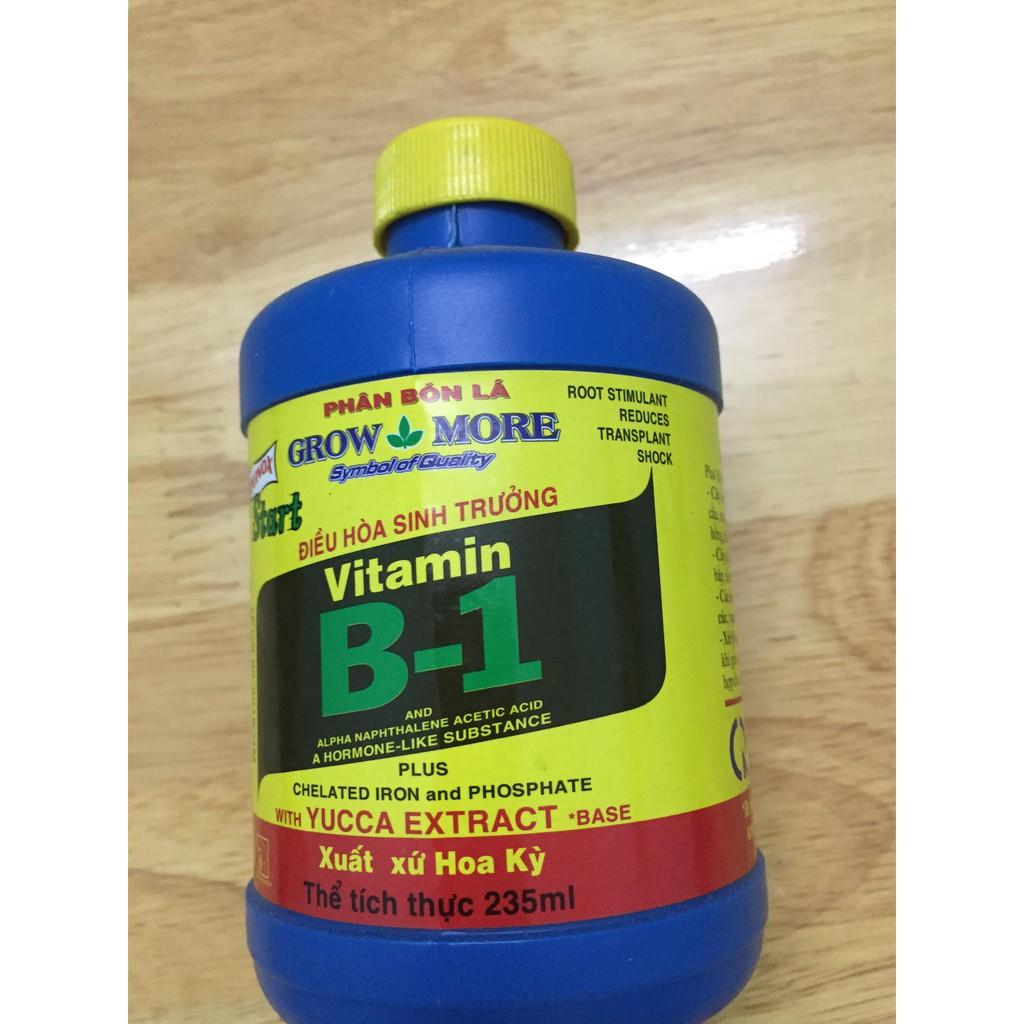 PHÂN BÓN LÁ
GROW MORE
Symbol of Quality
ROOT STIMULANT
REDUCES
TRANSPLANT
SHOCK
Start
ĐIỀU HÒA SINH TRƯỞNG
Vitamin
B-1
AND
ALPHA NAPHTHALENE ACETIC ACID
A HORMONE-LIKE SUBSTANCE
PLUS
CHELATED IRON and PHOSPHATE
WITH YUCCA EXTRACT *BASE
Xuất xứ Hoa Kỳ
Thể tích thực 235ml